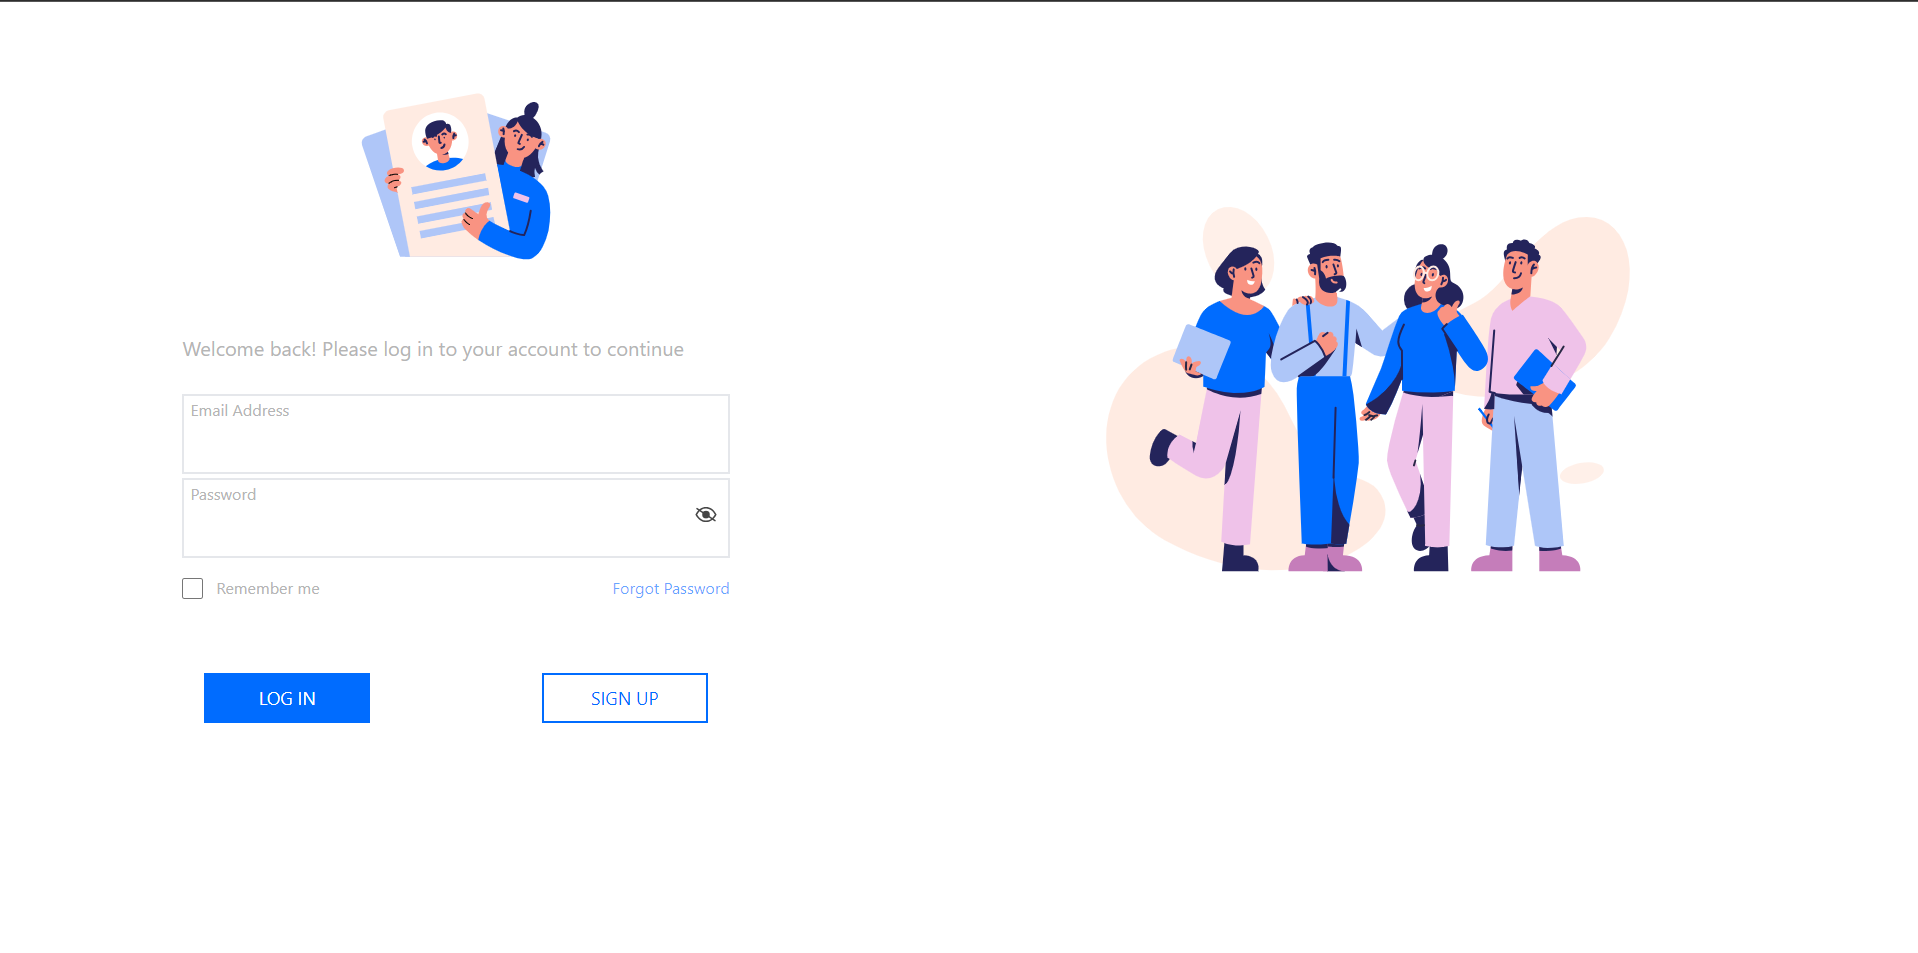 Welcome back! Please log in to your account to continue
Email Address
Password
Remember me
Forgot Password
LOG IN
SIGN UP